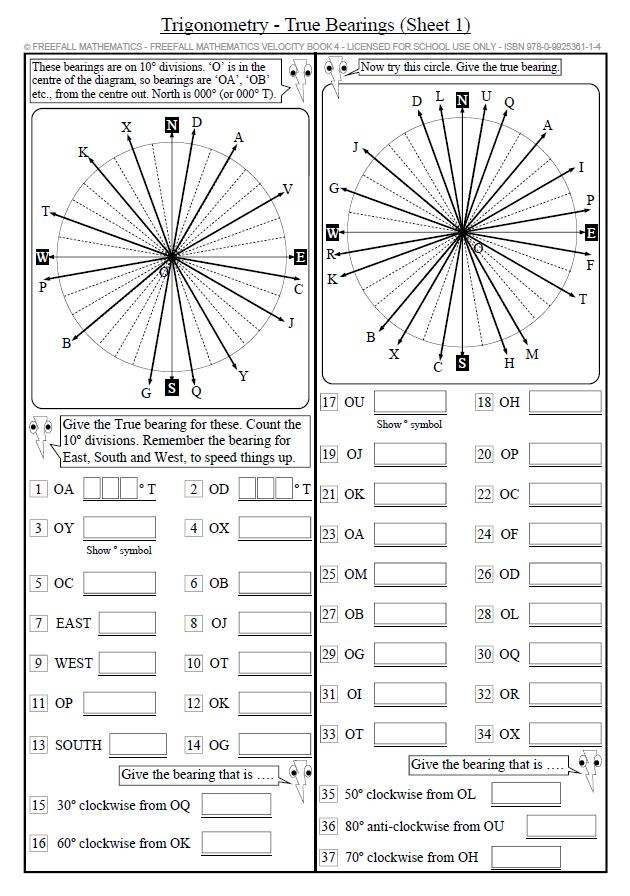 Trigonometry - True Bearings (Sheet 1)
© FREEFALL MATHEMATICS - FREEFALL MATHEMATICS VELOCITY BOOK 4 - LICENSED FOR SCHOOL USE ONLY - ISBN 978-0-9925361-1-4
These bearings are on 10º divisions. ‘O’ is in the
centre of the diagram, so bearings are ‘OA’, ‘OB’
etc., from the centre out. North is 000º (or 000º T).
N
D
X
A
K
V
T
W
E
O
P
C
J
B
Y
G
S
Q
Give the True bearing for these. Count the
10º divisions. Remember the bearing for
East, South and West, to speed things up.
1 OA º T
2 OD º T
3 OY
4 OX
Show º symbol
5 OC
6 OB
7 EAST
8 OJ
9 WEST
10 OT
11 OP
12 OK
13 SOUTH
14 OG
Give the bearing that is ….
15 30º clockwise from OQ
16 60º clockwise from OK
Now try this circle. Give the true bearing.
D
L
N
U
Q
A
J
I
G
P
W
E
O
R
F
K
T
B
X
M
C
S
H
17 OU
18 OH
Show º symbol
19 OJ
20 OP
21 OK
22 OC
23 OA
24 OF
25 OM
26 OD
27 OB
28 OL
29 OG
30 OQ
31 OI
32 OR
33 OT
34 OX
Give the bearing that is ….
35 50º clockwise from OL
36 80º anti-clockwise from OU
37 70º clockwise from OH